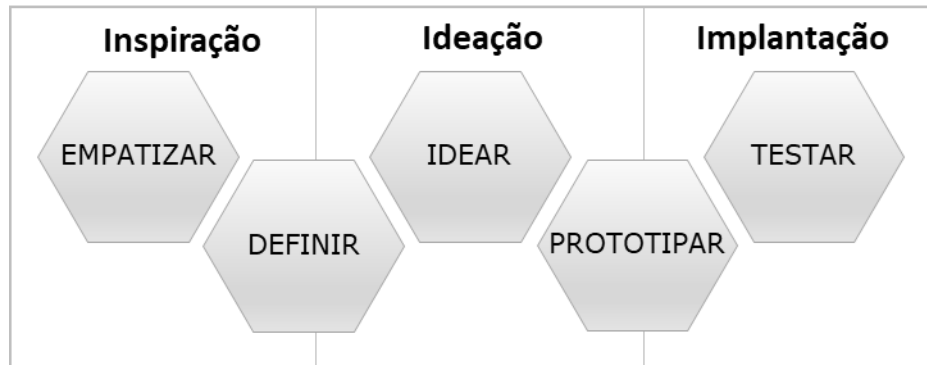 Inspiração
Ideação
Implantação
EMPATIZAR
IDEAR
TESTAR
DEFINIR
PROTOTIPAR